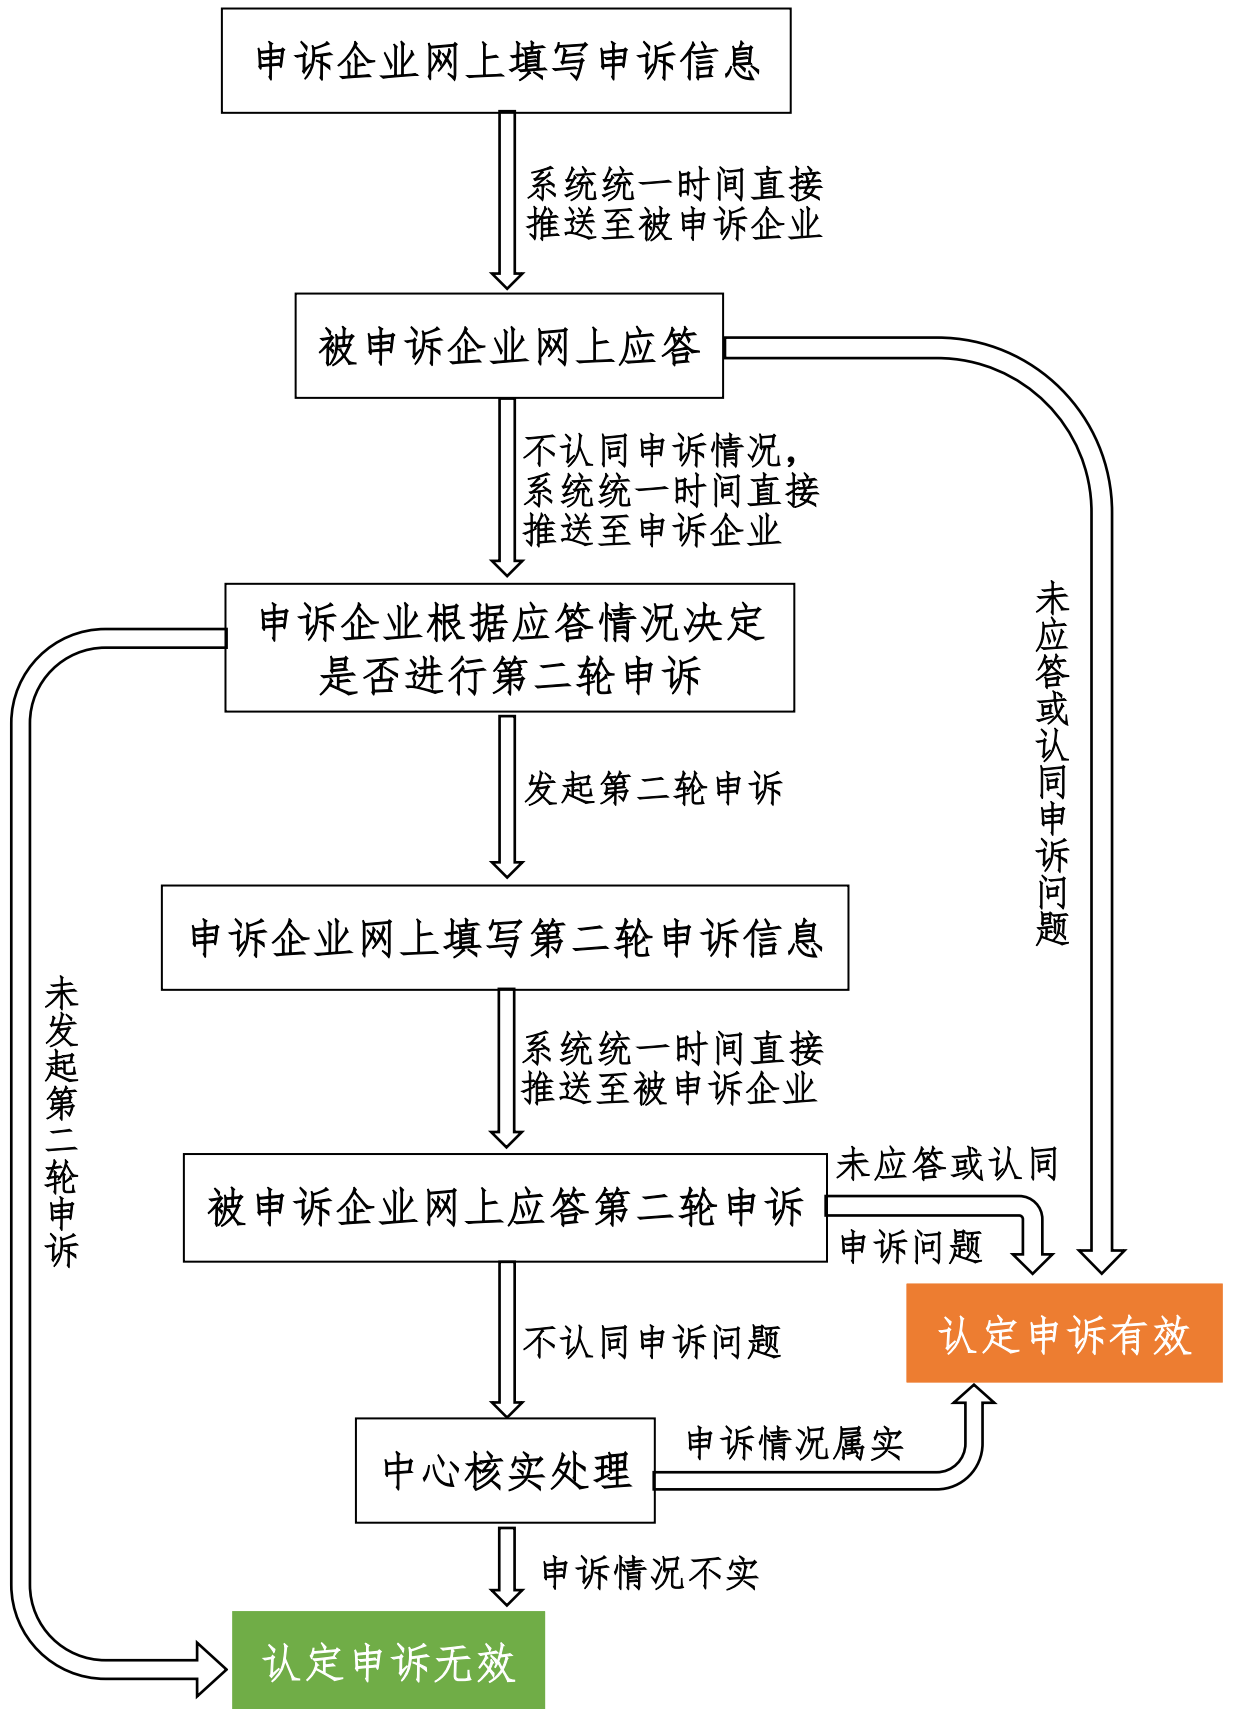 申诉企业网上填写申诉信息
系统统一时间直接
推送至被申诉企业
被申诉企业网上应答
不认同申诉情况，
系统统一时间直接
推送至申诉企业
未应答或认同申诉问题
申诉企业根据应答情况决定
是否进行第二轮申诉
发起第二轮申诉
申诉企业网上填写第二轮申诉信息
未发起第二轮申诉
系统统一时间直接
推送至被申诉企业
被申诉企业网上应答第二轮申诉
未应答或认同
申诉问题
不认同申诉问题
认定申诉有效
中心核实处理
申诉情况属实
申诉情况不实
认定申诉无效